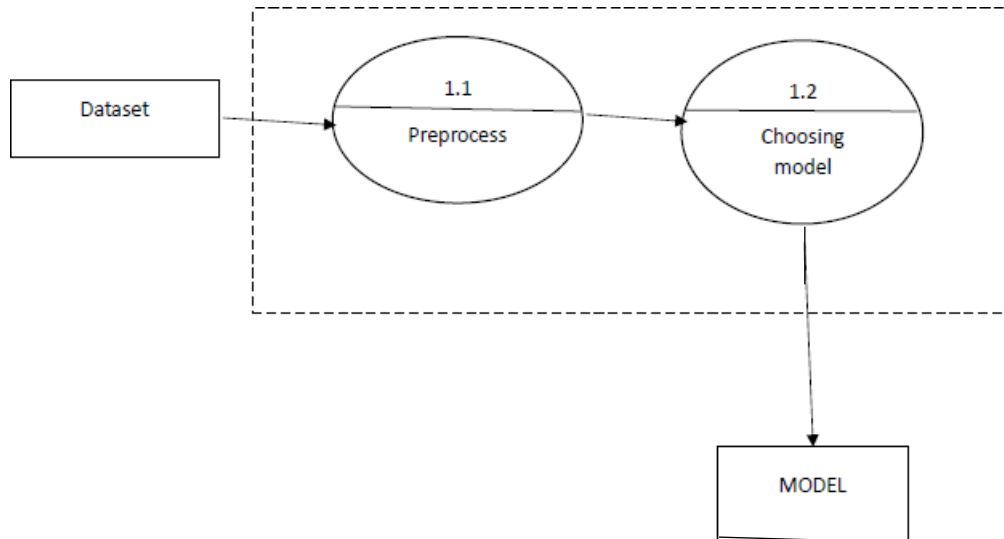 Dataset
1.1
Preprocess
1.2
Choosing
model
MODEL